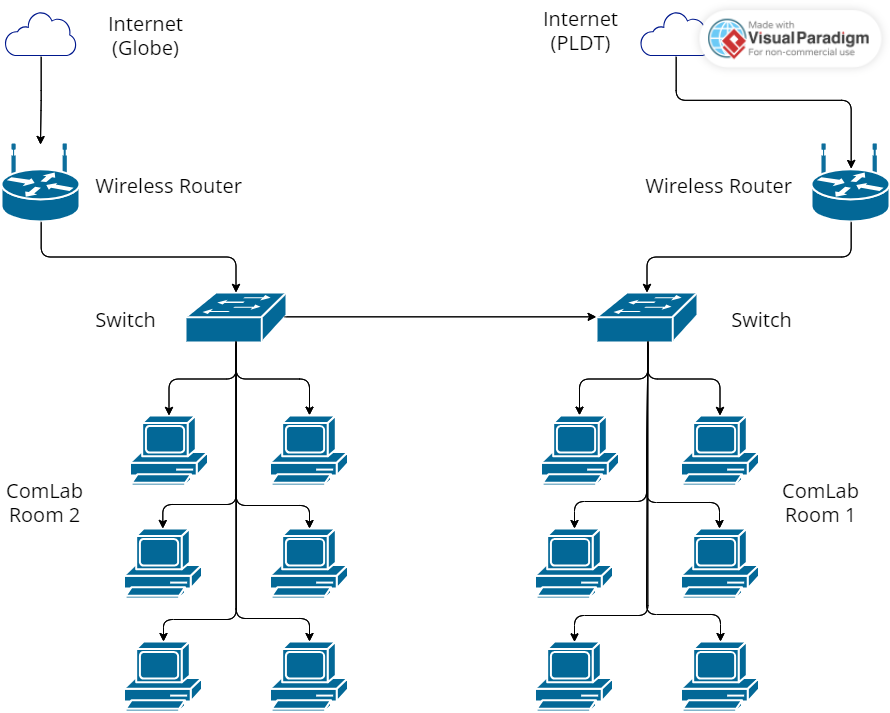 Internet
(Globe)
Internet
(PLDT)
Made with
Visual Paradigm
For non-commercial use
Wireless Router
Wireless Router
Switch
Switch
ComLab
Room 2
ComLab
Room 1